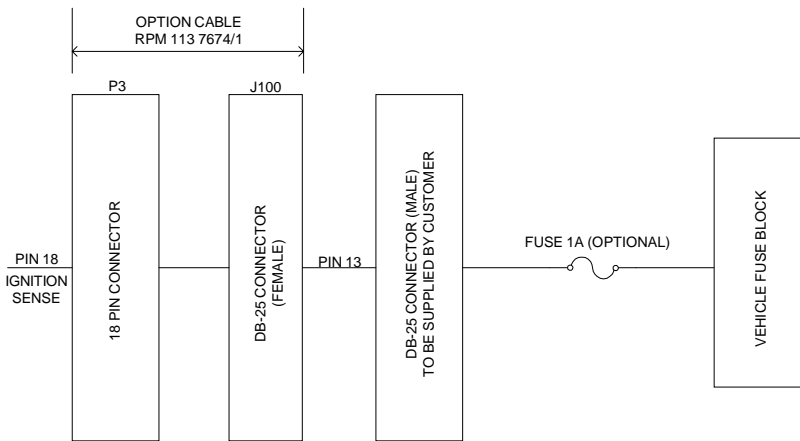 OPTION CABLE
RPM 113 7674/1
P3
J100
18 PIN CONNECTOR
DB-25 CONNECTOR
(FEMALE)
DB-25 CONNECTOR (MALE)
TO BE SUPPLIED BY CUSTOMER
VEHICLE FUSE BLOCK
FUSE 1A (OPTIONAL)
PIN 18
IGNITION
SENSE
PIN 13